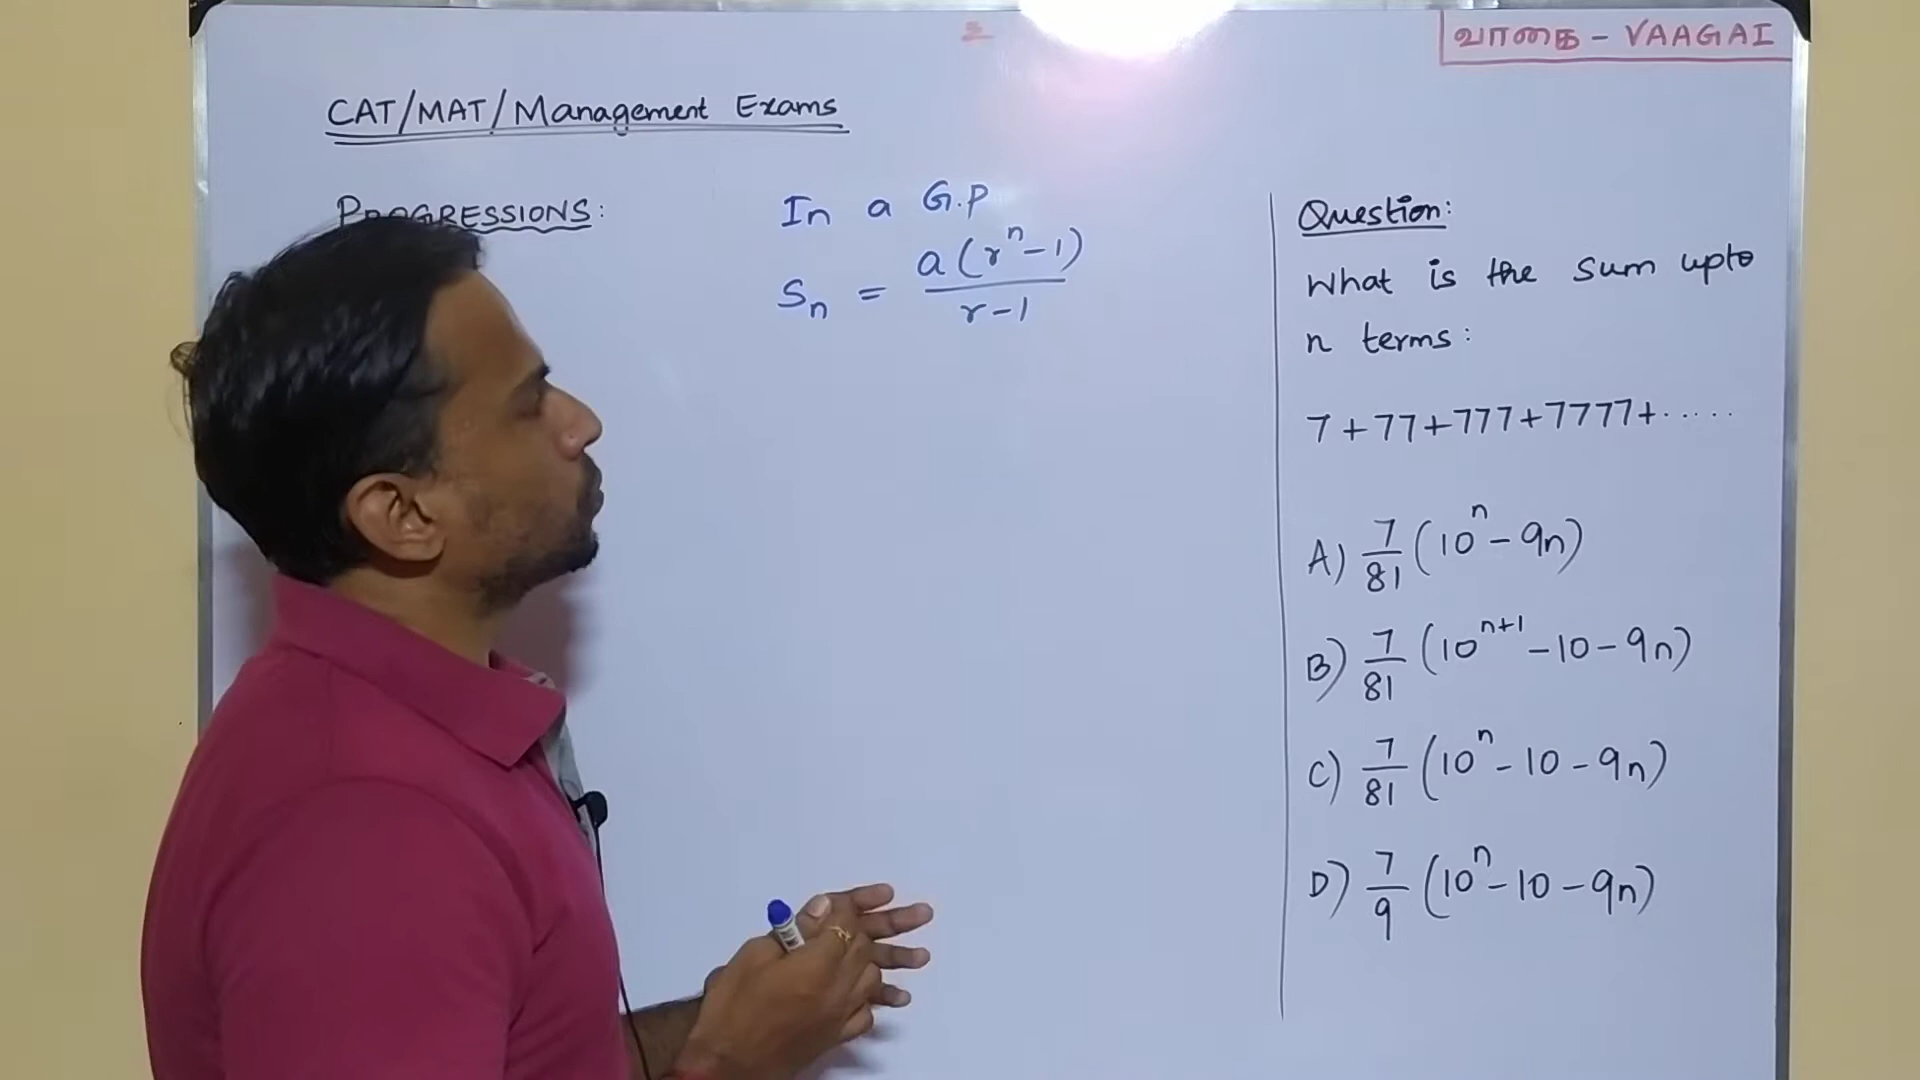 வாகை - VAAGAI
CAT/MAT/Management Exams
PROGRESSIONS:
In a G.P
Sn = a(r^n-1)/r-1
Question:
What is the sum upto
n terms:
7+77+777+7777+.....
A) 7/81 (10^n - 9n)
B) 7/81 (10^n+1 - 10 - 9n)
C) 7/81 (10^n - 10 - 9n)
D) 7/9 (10^n - 10 - 9n)